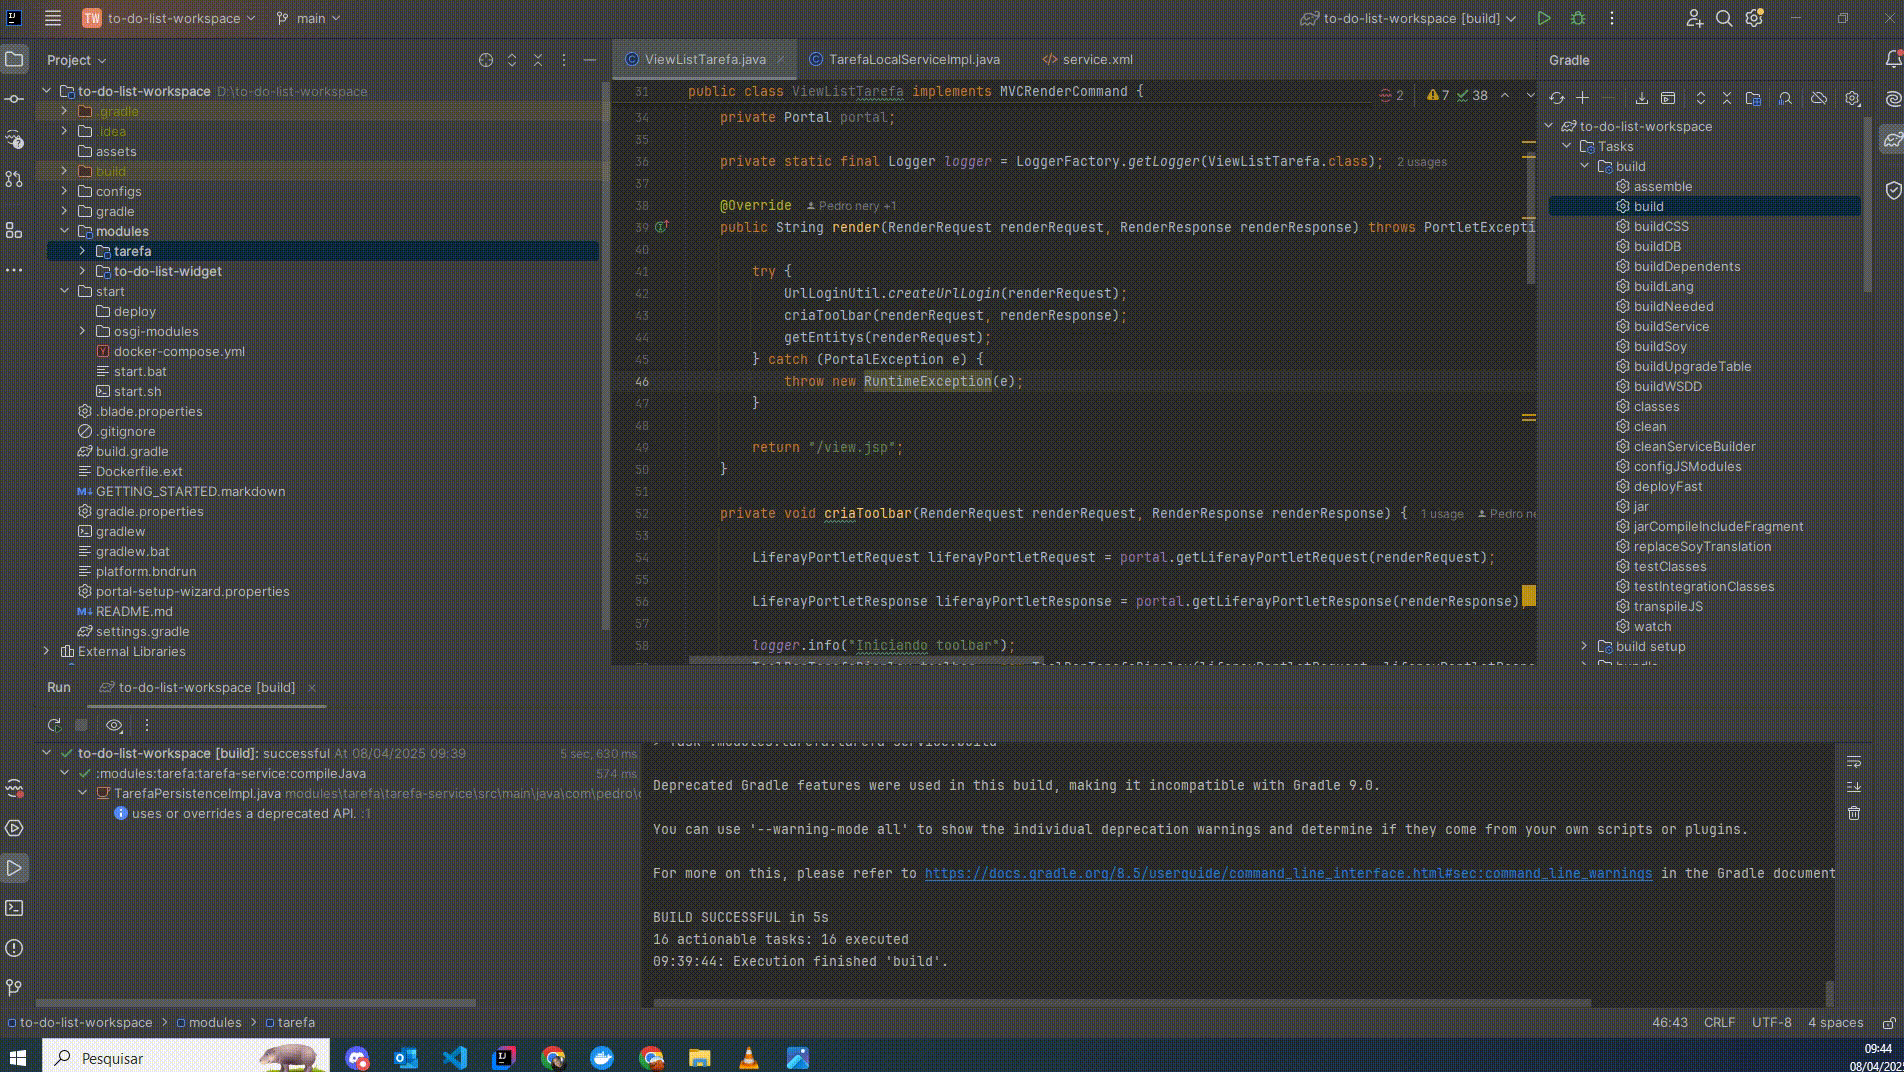 TW to-do-list-workspace main to-do-list-workspace [build]
Project
to-do-list-workspace D:\to-do-list-workspace
.gradle
.idea
assets
build
configs
gradle
modules
tarefa
to-do-list-widget
start
deploy
osgi-modules
docker-compose.yml
start.bat
start.sh
.blade.properties
.gitignore
build.gradle
Dockerfile.ext
GETTING_STARTED.markdown
gradle.properties
gradlew
gradlew.bat
platform.bndrun
portal-setup-wizard.properties
README.md
settings.gradle
External Libraries
ViewListTarefa.java TarefaLocalServiceImpl.java service.xml
31 public class ViewListTarefa implements MVCRenderCommand { 2 7 38
34 private Portal portal;
35
36 private static final Logger logger = LoggerFactory.getLogger(ViewListTarefa.class); 2 usages
37
38 @Override Pedro nery +1
39 public String render(RenderRequest renderRequest, RenderResponse renderResponse) throws PortletExcepti
40
41 try {
42 UrlLoginUtil.createUrlLogin(renderRequest);
43 criaToolbar(renderRequest, renderResponse);
44 getEntitys(renderRequest);
45 } catch (PortalException e) {
46 throw new RuntimeException(e);
47 }
48
49 return "/view.jsp";
50 }
51
52 private void criaToolbar(RenderRequest renderRequest, RenderResponse renderResponse) { 1 usage Pedro ne
53
54 LiferayPortletRequest liferayPortletRequest = portal.getLiferayPortletRequest(renderRequest);
55
56 LiferayPortletResponse liferayPortletResponse = portal.getLiferayPortletResponse(renderResponse)
57
58 logger.info("Iniciando toolbar");
Gradle
to-do-list-workspace
Tasks
build
assemble
build
buildCSS
buildDB
buildDependents
buildLang
buildNeeded
buildService
buildSoy
buildUpgradeTable
buildWSDD
classes
clean
cleanServiceBuilder
configJSModules
deployFast
jar
jarCompileIncludeFragment
replaceSoyTranslation
testClasses
testIntegrationClasses
transpileJS
watch
build setup
Run to-do-list-workspace [build]
to-do-list-workspace [build]: successful At 08/04/2025 09:39 5 sec, 630 ms
:modules:tarefa:tarefa-service:compileJava 574 ms
TarefaPersistenceImpl.java modules\tarefa\tarefa-service\src\main\java\com\pedro\
uses or overrides a deprecated API. :1
> Task :modules:tarefa:tarefa-service:build
Deprecated Gradle features were used in this build, making it incompatible with Gradle 9.0.
You can use '--warning-mode all' to show the individual deprecation warnings and determine if they come from your own scripts or plugins.
For more on this, please refer to https://docs.gradle.org/8.5/userguide/command_line_interface.html#sec:command_line_warnings in the Gradle document
BUILD SUCCESSFUL in 5s
16 actionable tasks: 16 executed
09:39:44: Execution finished 'build'.
to-do-list-workspace > modules > tarefa 46:43 CRLF UTF-8 4 spaces
Pesquisar 09:44
08/04/202